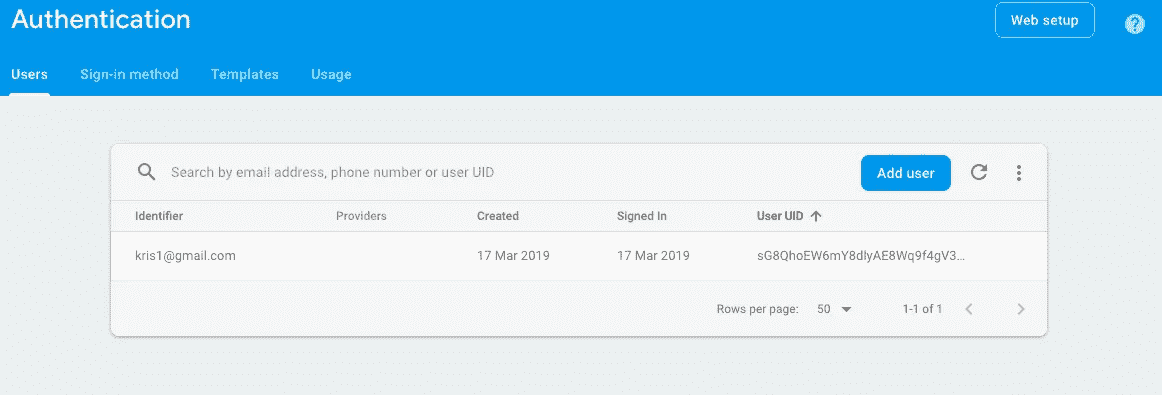 Authentication
Web setup
Users Sign-in method Templates Usage
Search by email address, phone number or user UID
Add user
Identifier Providers Created Signed In User UID
kris1@gmail.com 17 Mar 2019 17 Mar 2019 sG8QhoEW6mY8dlyAE8Wq9f4gV3...
Rows per page: 50 1-1 of 1